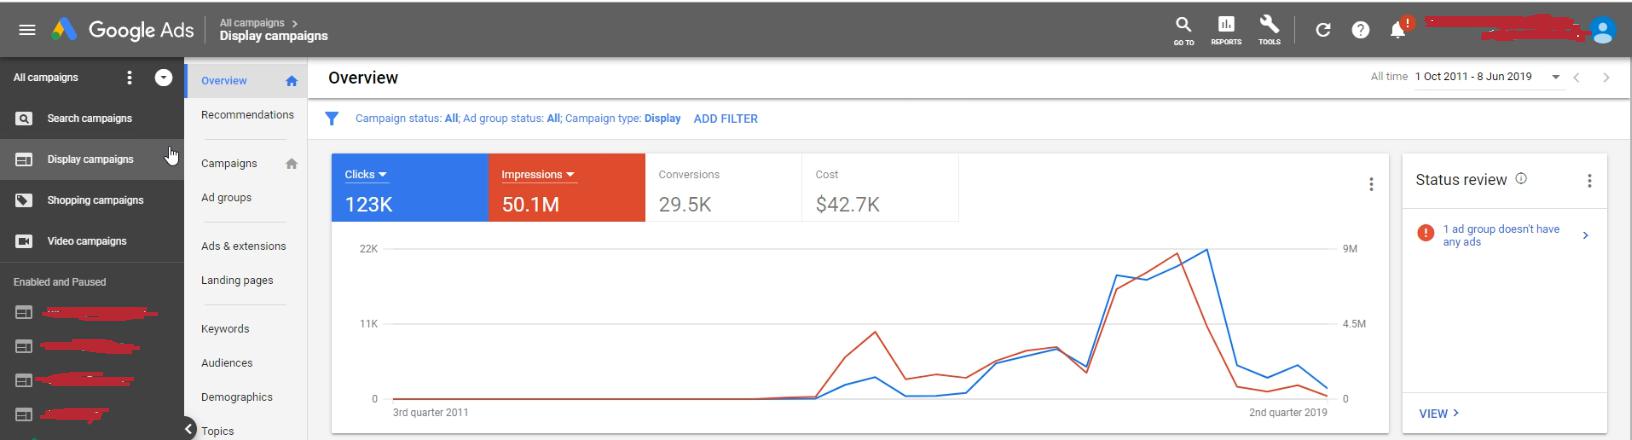 Google Ads
All campaigns >
Display campaigns
GO TO
REPORTS
TOOLS
!
All campaigns
Search campaigns
Display campaigns
Shopping campaigns
Video campaigns
Enabled and Paused
Overview
Recommendations
Campaigns
Ad groups
Ads & extensions
Landing pages
Keywords
Audiences
Demographics
Topics
Overview
All time 1 Oct 2011 - 8 Jun 2019
Campaign status: All; Ad group status: All; Campaign type: Display ADD FILTER
Clicks
123K
Impressions
50.1M
Conversions
29.5K
Cost
$42.7K
22K
11K
0
9M
4.5M
0
3rd quarter 2011
2nd quarter 2019
Status review
1 ad group doesn't have
any ads
VIEW >